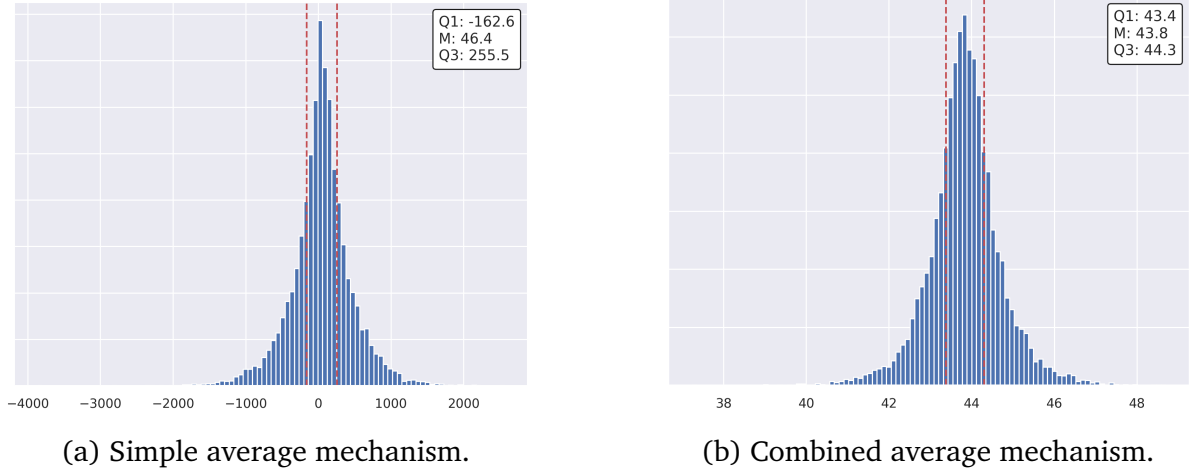 Q1: -162.6
M: 46.4
Q3: 255.5
−4000 −3000 −2000 −1000 0 1000 2000
(a) Simple average mechanism.
Q1: 43.4
M: 43.8
Q3: 44.3
38 40 42 44 46 48
(b) Combined average mechanism.